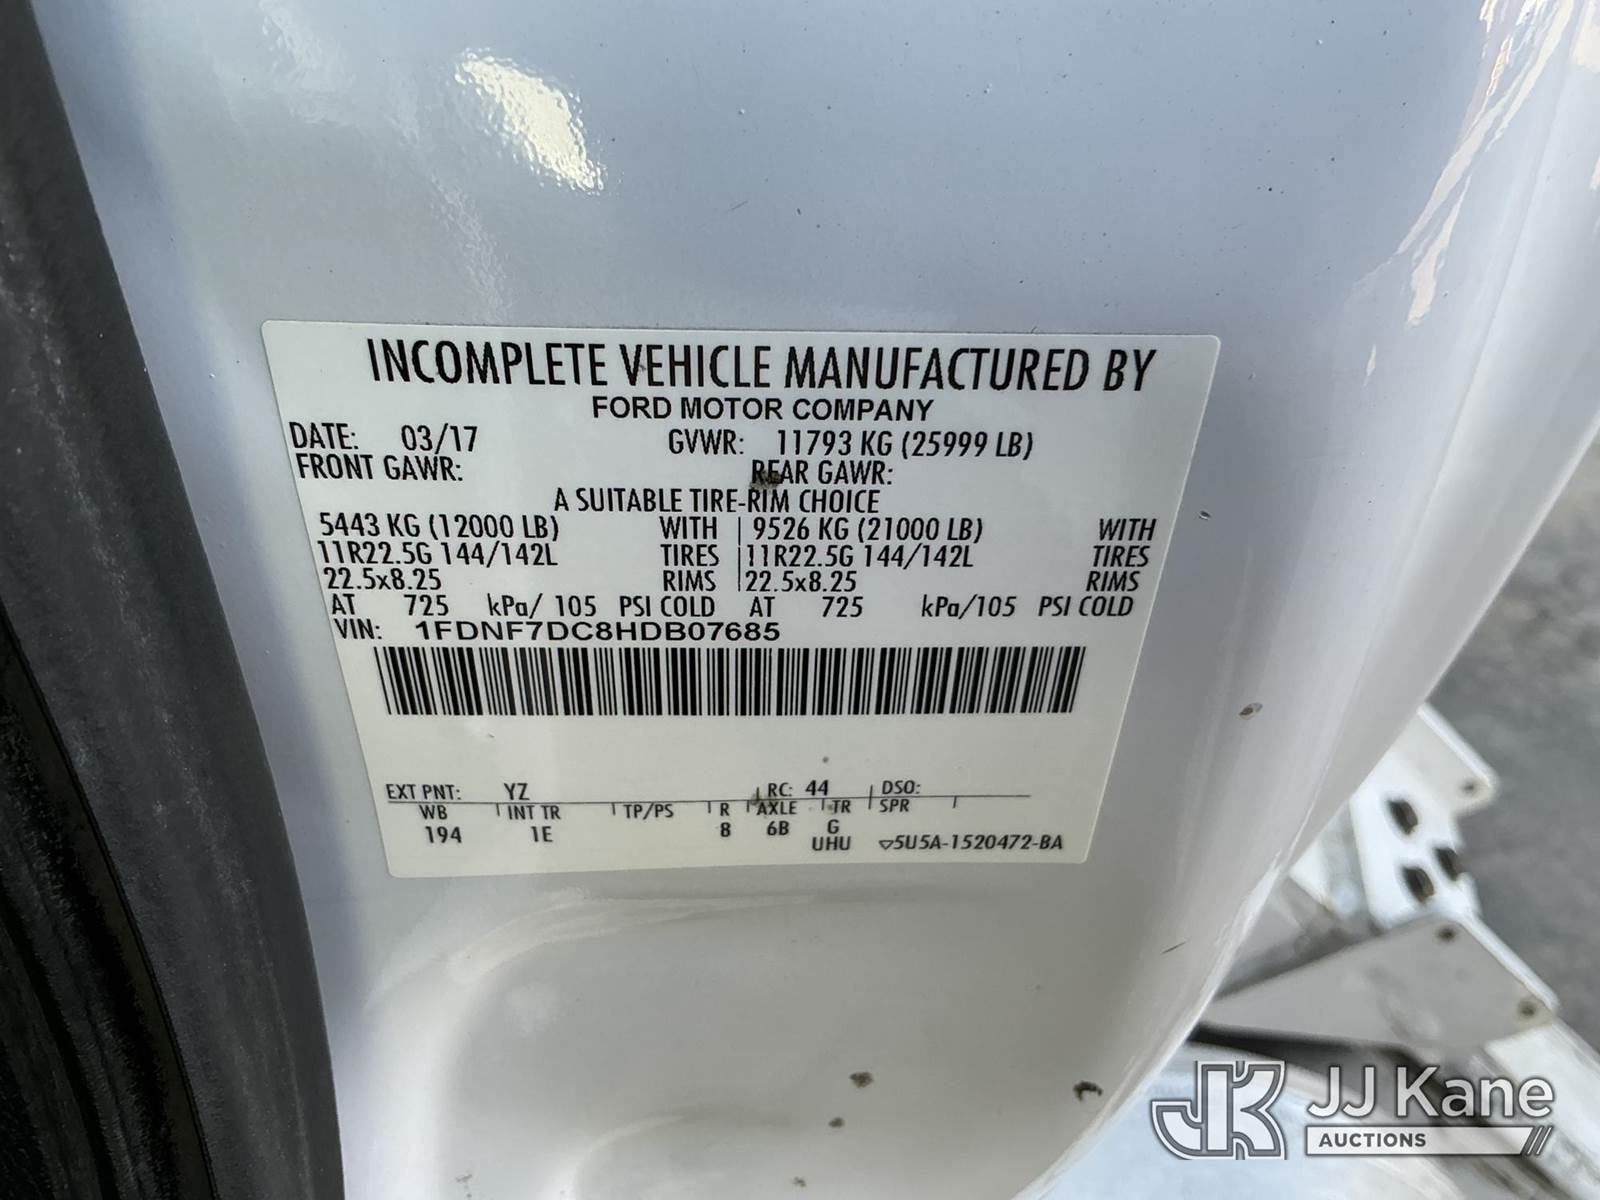 INCOMPLETE VEHICLE MANUFACTURED BY
FORD MOTOR COMPANY
DATE: 03/17 GVWR: 11793 KG (25999 LB)
FRONT GAWR: REAR GAWR:
A SUITABLE TIRE-RIM CHOICE
5443 KG (12000 LB) WITH 9526 KG (21000 LB) WITH
11R22.5G 144/142L TIRES 11R22.5G 144/142L TIRES
22.5x8.25 RIMS 22.5x8.25 RIMS
AT 725 kPa/ 105 PSI COLD AT 725 kPa/105 PSI COLD
VIN: 1FDNF7DC8HDB07685
EXT PNT: YZ RC: 44 DSO:
WB INT TR TP/PS R AXLE TR SPR
194 1E 8 6B G
UHU 5U5A-1520472-BA
JK JJ Kane
AUCTIONS